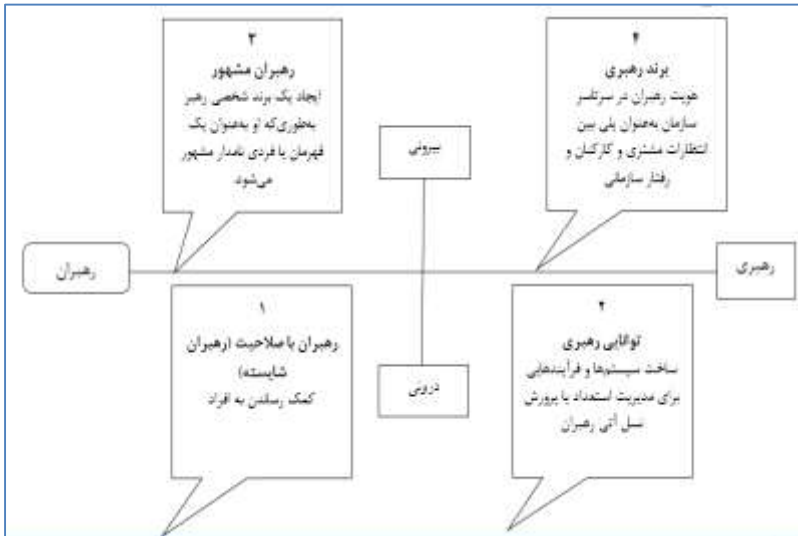 ۳
رهبران مشهور
ایجاد یک برند شخصی رهبر
به‌طوری‌که او به‌عنوان یک
قهرمان یا فردی نامدار مشهور
می‌شود.
۴
برند رهبری
هویت رهبران در سرتاسر
سازمان به‌عنوان پلی بین
انتظارات مشتری و کارکنان و
رفتار سازمانی
بیرونی
رهبران
رهبری
۱
رهبران با صلاحیت (رهبران
شایسته)
کمک رساندن به افراد
درونی
۲
توانایی رهبری
ساخت سیستم‌ها و فرآیندهایی
برای مدیریت استعداد یا پرورش
نسل آتی رهبران